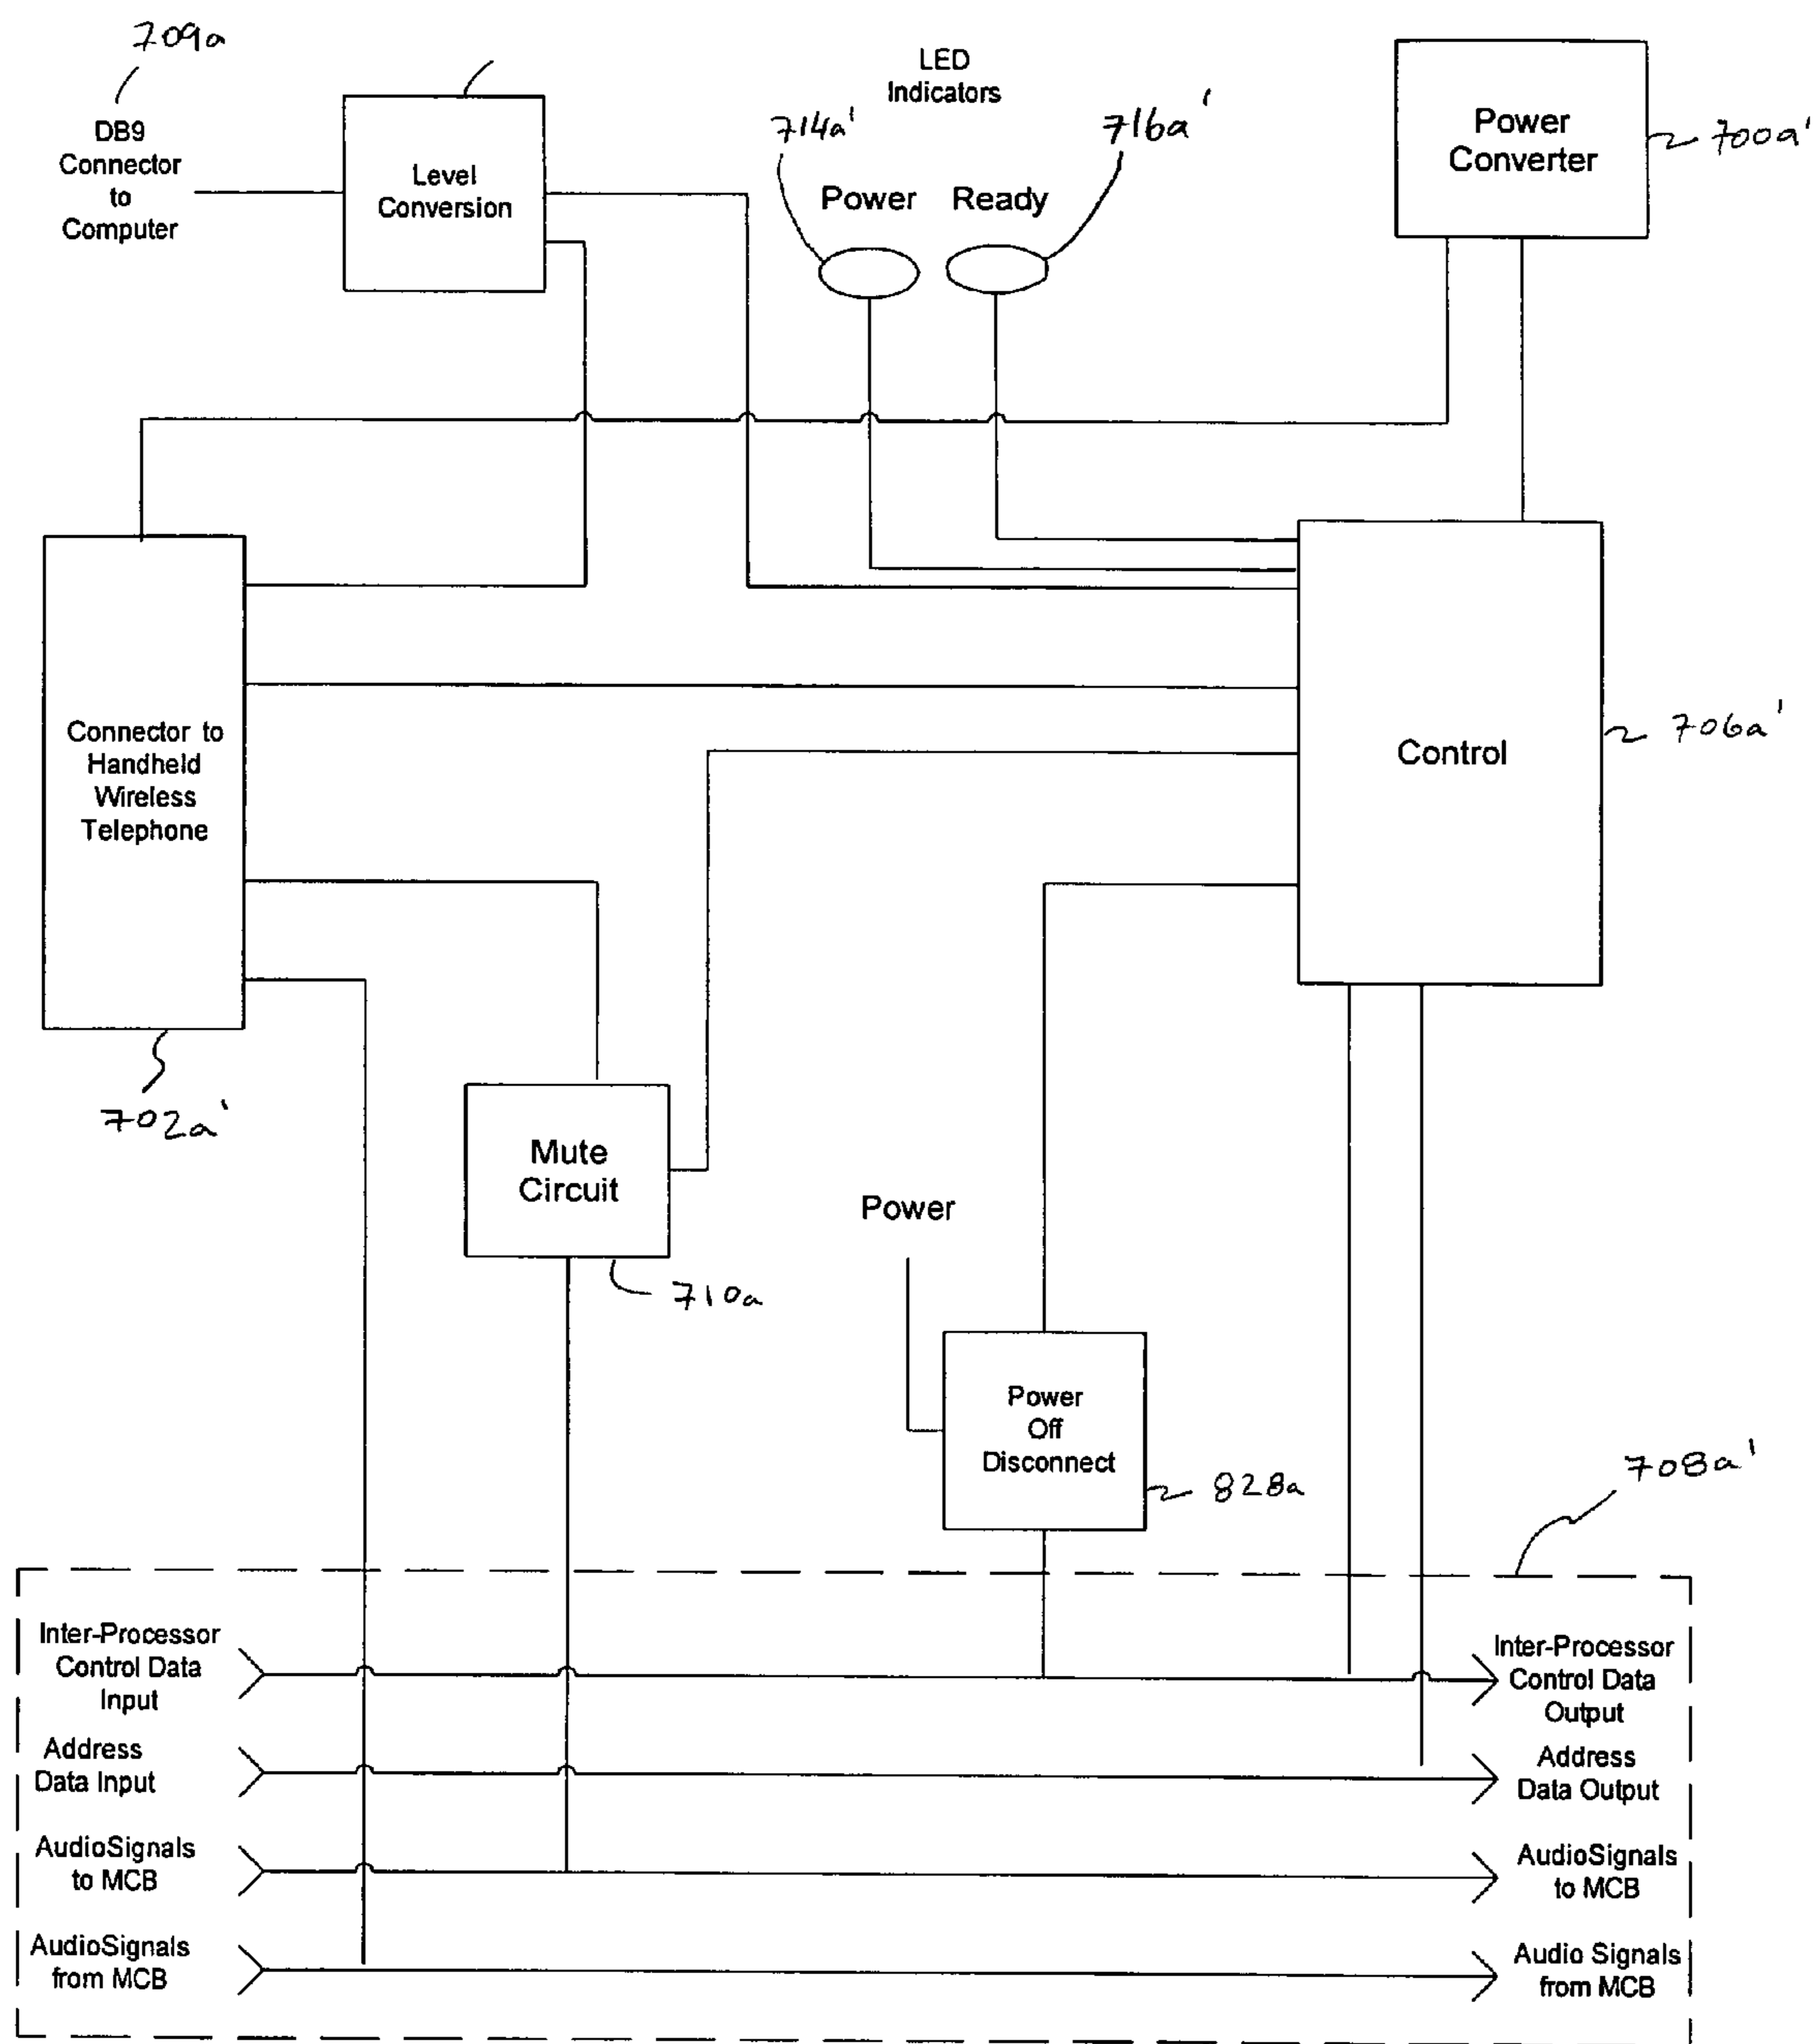 709a
DB9
Connector
to
Computer
Level
Conversion
LED
Indicators
714a'
716a'
Power
Ready
Power
Converter
700a'
Connector to
Handheld
Wireless
Telephone
702a'
Control
706a'
Mute
Circuit
710a
Power
Power
Off
Disconnect
828a
708a'
Inter-Processor
Control Data
Input
Inter-Processor
Control Data
Output
Address
Data Input
Address
Data Output
AudioSignals
to MCB
AudioSignals
to MCB
AudioSignals
from MCB
Audio Signals
from MCB